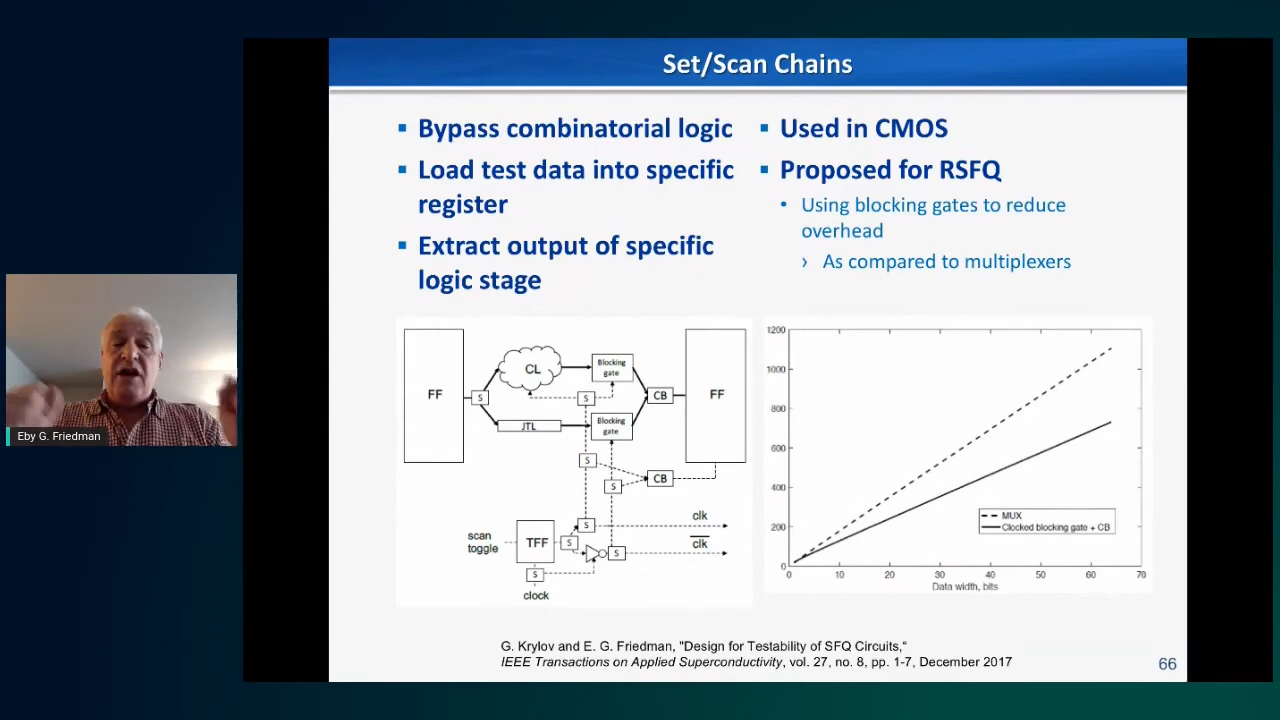 Set/Scan Chains
▪ Bypass combinatorial logic
▪ Load test data into specific
register
▪ Extract output of specific
logic stage
▪ Used in CMOS
▪ Proposed for RSFQ
• Using blocking gates to reduce
overhead
› As compared to multiplexers
FF
S
CL
JTL
Blocking
gate
S
Blocking
gate
CB
FF
S
S
CB
scan
toggle
TFF
S
S
S
S
clk
clk
clock
1200
1000
800
600
400
200
0
0 10 20 30 40 50 60 70
Data width, bits
MUX
Clocked blocking gate + CB
Eby G. Friedman
G. Krylov and E. G. Friedman, "Design for Testability of SFQ Circuits,"
IEEE Transactions on Applied Superconductivity, vol. 27, no. 8, pp. 1-7, December 2017
66